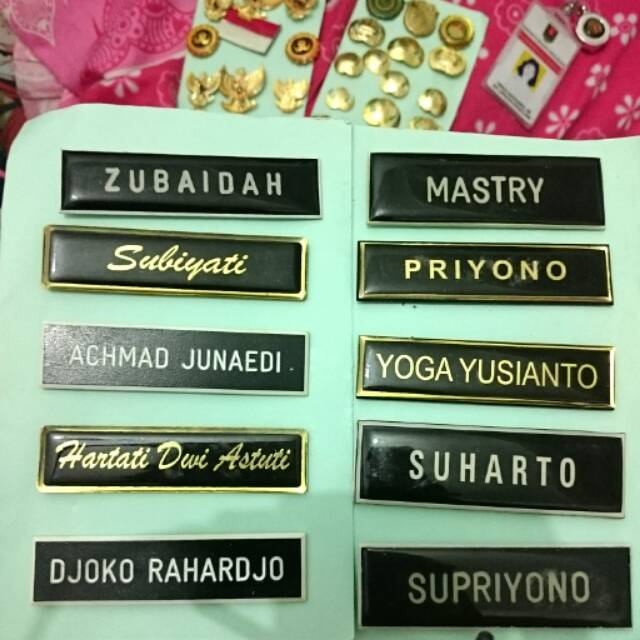 ZUBAIDAH
Subiyati
ACHMAD JUNAEDI
Hartati Dwi Astuti
DJOKO RAHARDJO
MASTRY
PRIYONO
YOGA YUSIANTO
SUHARTO
SUPRIYONO